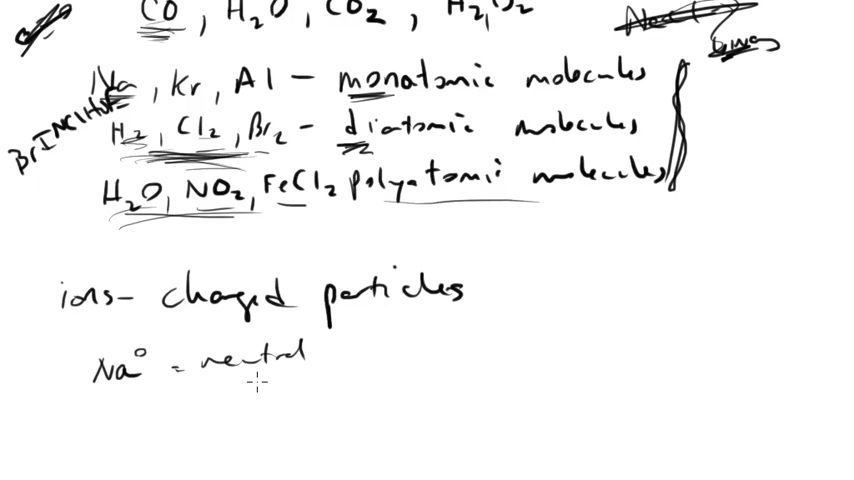 CO, H2O, CO2, H2,
Na, Kr, Al - monatomic molecules
BrINClHOF
H2, Cl2, Br2 - diatomic molecules
H2O, NO2, FeCl2 polyatomic molecules
ions - charged particles
Na⁰ = neutral